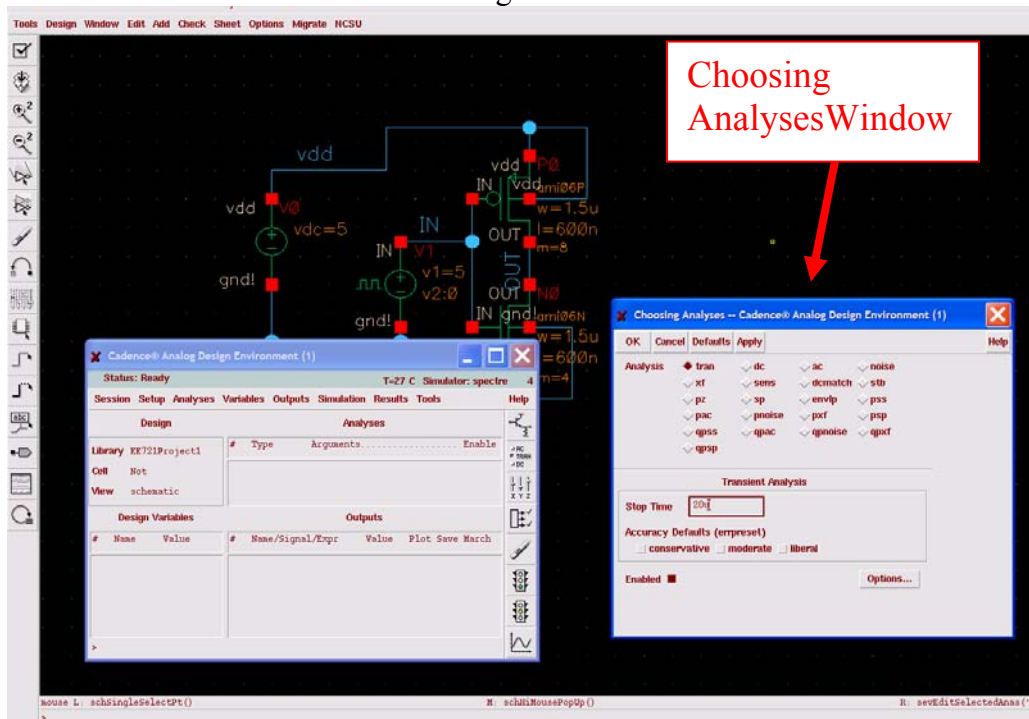 Tools Design Window Edit Add Check Sheet Options Migrate NCSU
Choosing
AnalysesWindow
vdd
vdd P0
IN vdd ami06P
w=1.5u
l=600n
m=8
OUT
vdd V0
vdc=5
gnd!
IN
IN V1
v1=5
v2:0
gnd!
OUT
OUT N0
IN gnd! ami06N
w=1.5u
=600n
m=4
Cadence® Analog Design Environment (1)
Status: Ready T=27 C Simulator: spectre 4
Session Setup Analyses Variables Outputs Simulation Results Tools Help
Design Analyses
Library EE721Project1
# Type Arguments..................... Enable
Cell Not
View schematic
Design Variables Outputs
# Name Value # Name/Signal/Expr Value Plot Save March
>
AC
TRAN
DC
X Y Z
abc
Choosing Analyses -- Cadence® Analog Design Environment (1)
OK Cancel Defaults Apply Help
Analysis tran dc ac noise
xf sens dcmatch stb
pz sp envlp pss
pac pnoise pxf psp
qpss qpac qpnoise qpxf
qpsp
Transient Analysis
Stop Time 20u
Accuracy Defaults (errpreset)
conservative moderate liberal
Enabled Options...
mouse L: schSingleSelectPt() M: schHiMousePopUp() R: sevEditSelectedAnas(
>